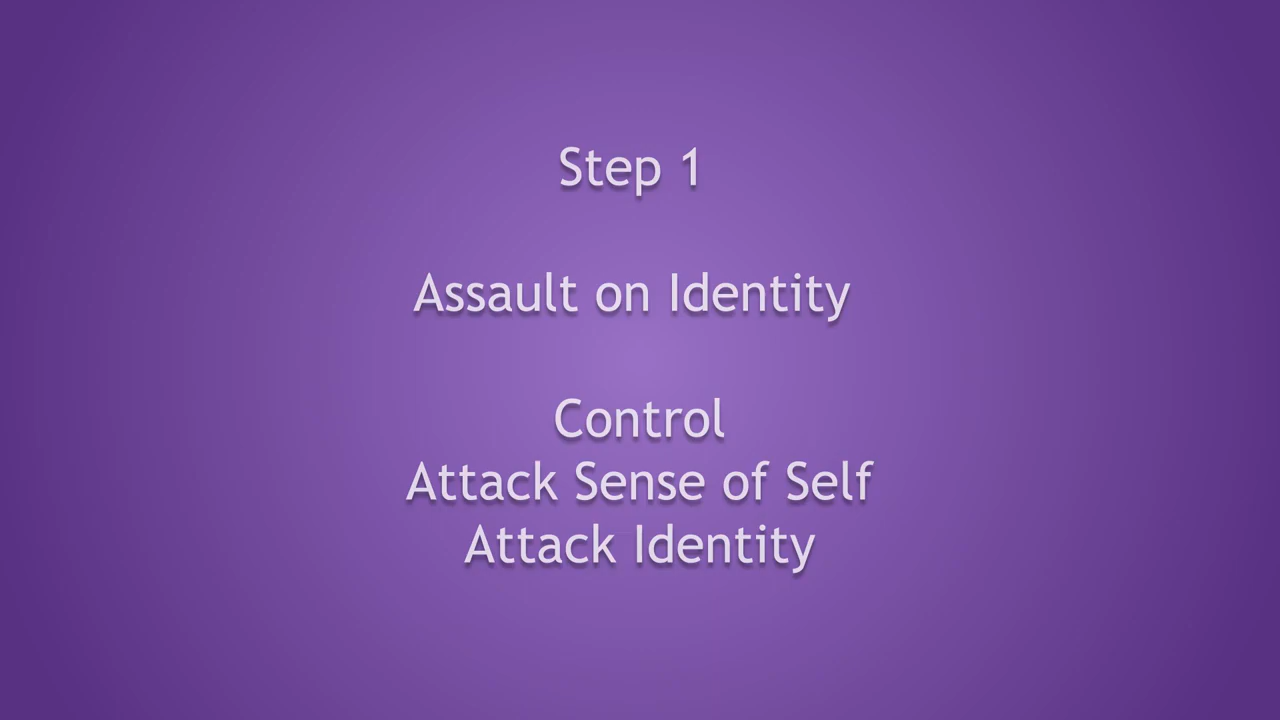 Step 1
Assault on Identity
Control
Attack Sense of Self
Attack Identity